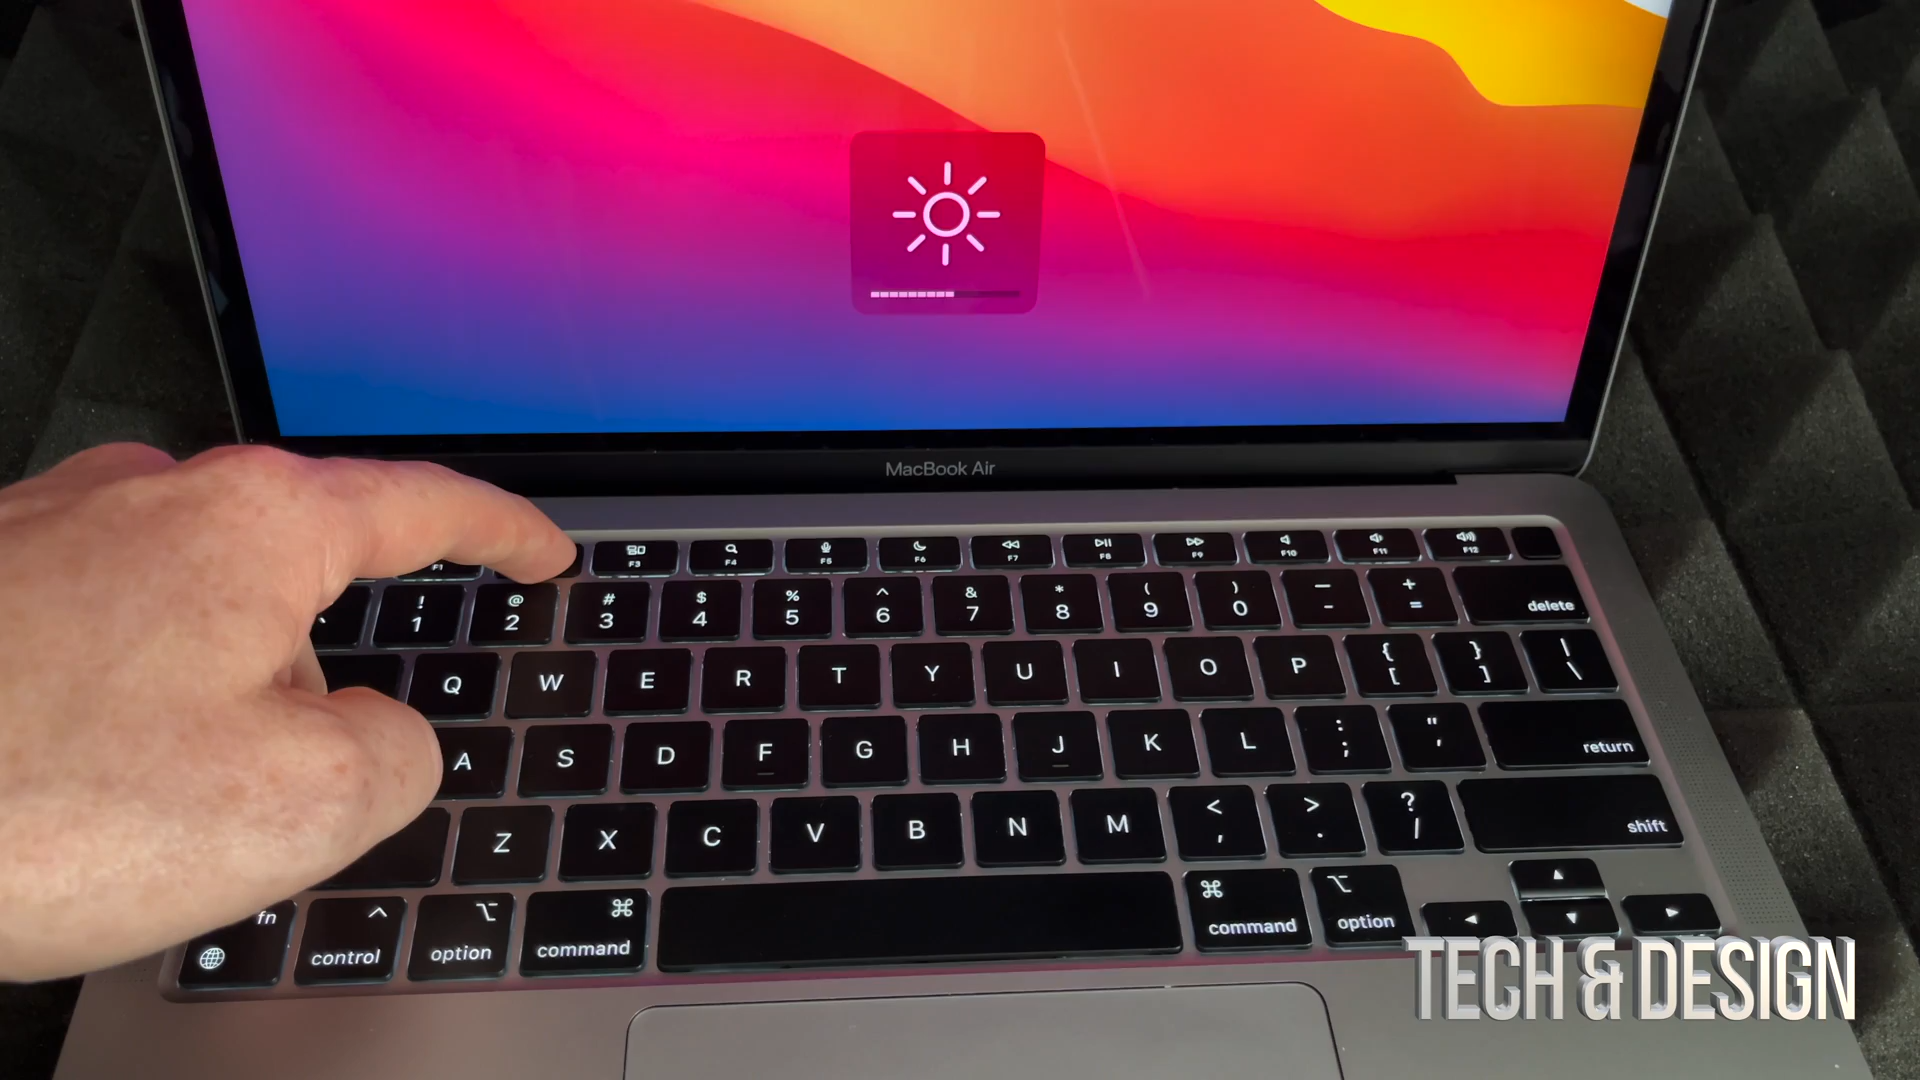 MacBook Air
F1 F3 F4 F5 F6 F7 F8 F9 F10 F11 F12
` ! 1 @ 2 # 3 $ 4 % 5 ^ 6 & 7 * 8 ( 9 ) 0 — - + = delete
Q W E R T Y U I O P { [ } ] | \
A S D F G H J K L : ; " ' return
Z X C V B N M < , > . ? / shift
fn control option ⌘ command ⌘ command option
TECH & DESIGN